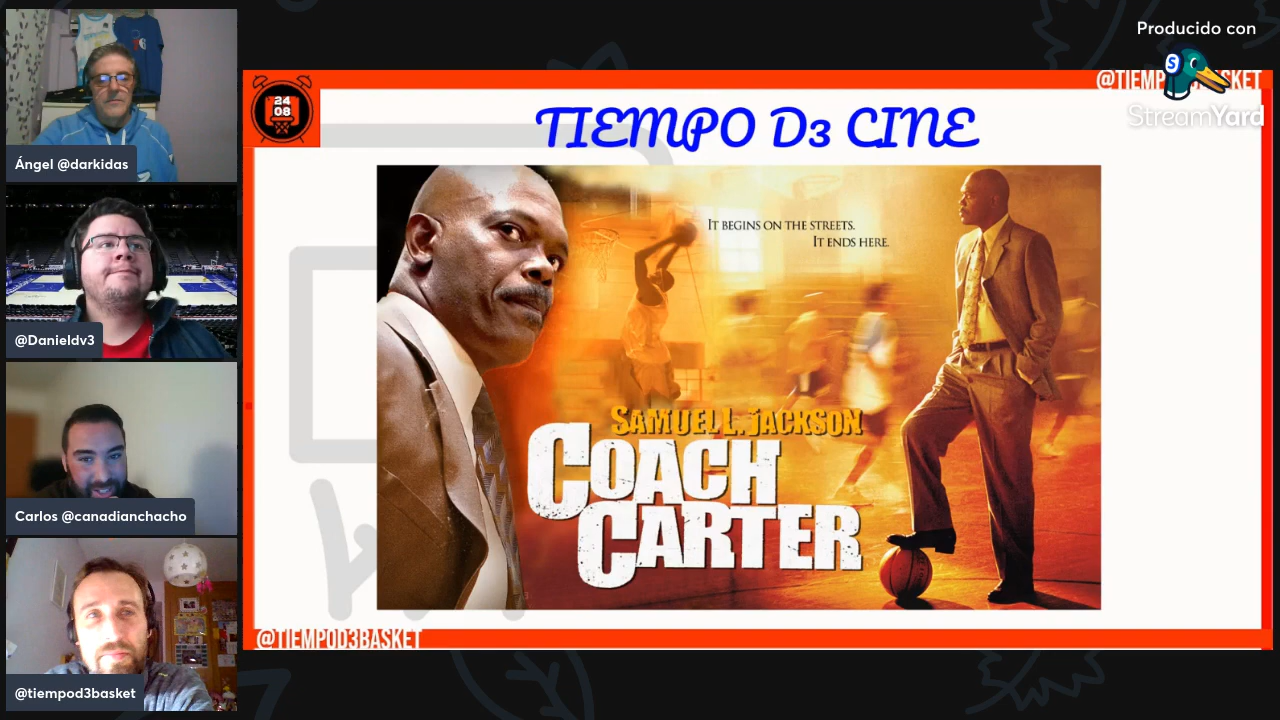 Producido con
StreamYard
@TIEMPOD3BASKET
24
08
TIEMPO D3 CINE
IT BEGINS ON THE STREETS.
IT ENDS HERE.
SAMUEL L. JACKSON
COACH
CARTER
@TIEMPOD3BASKET
Ángel @darkidas
@Danieldv3
Carlos @canadianchacho
@tiempod3basket